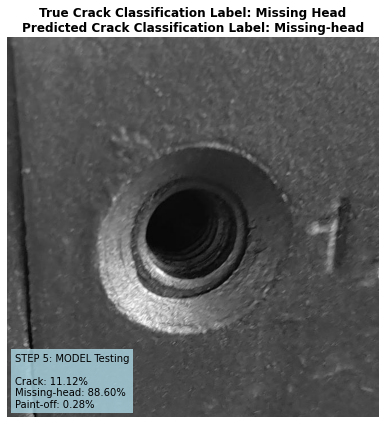 True Crack Classification Label: Missing Head
Predicted Crack Classification Label: Missing-head
STEP 5: MODEL Testing
Crack: 11.12%
Missing-head: 88.60%
Paint-off: 0.28%